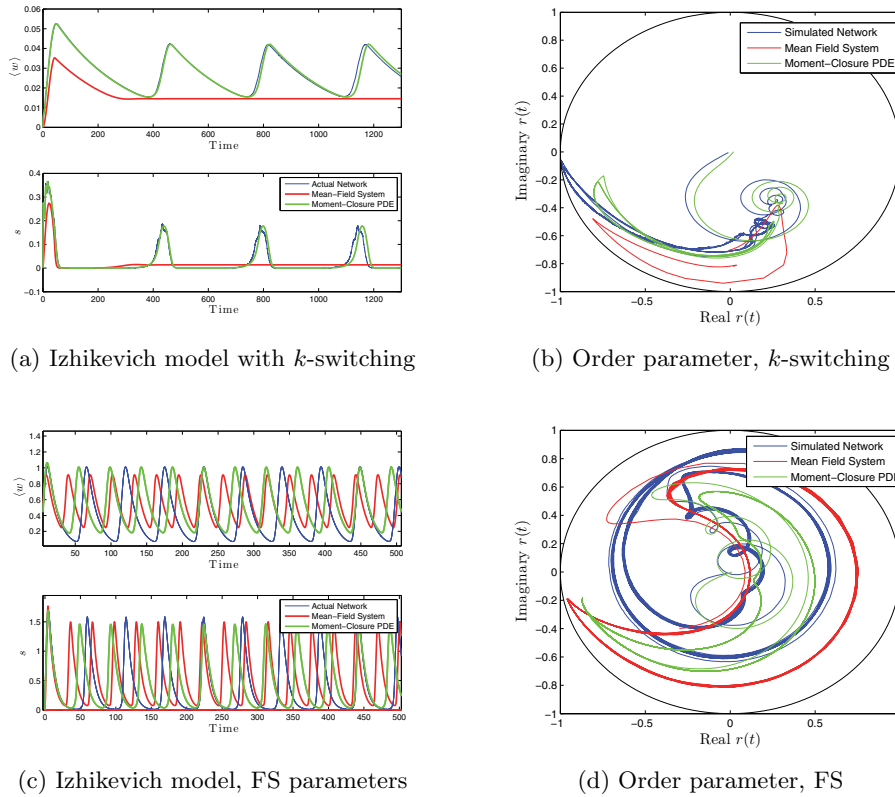 0.06
0.05
0.04
0.03
0.02
0.01
0
⟨w⟩
0 200 400 600 800 1000 1200
Time
0.4
0.3
0.2
0.1
0
−0.1
s
Actual Network
Mean−Field System
Moment−Closure PDE
0 200 400 600 800 1000 1200
Time
(a) Izhikevich model with k-switching
1
0.8
0.6
0.4
0.2
0
−0.2
−0.4
−0.6
−0.8
−1
Imaginary r(t)
Simulated Network
Mean Field System
Moment−Closure PDE
−1 −0.5 0 0.5
Real r(t)
(b) Order parameter, k-switching
1.4
1.2
1
0.8
0.6
0.4
0.2
⟨w⟩
50 100 150 200 250 300 350 400 450 500
Time
1.5
1
0.5
0
s
Actual Network
Mean−Field System
Moment−Closure PDE
0 50 100 150 200 250 300 350 400 450 500
Time
(c) Izhikevich model, FS parameters
1
0.8
0.6
0.4
0.2
0
−0.2
−0.4
−0.6
−0.8
−1
Imaginary r(t)
Simulated Network
Mean Field System
Moment−Closure PDE
−1 −0.5 0 0.5
Real r(t)
(d) Order parameter, FS